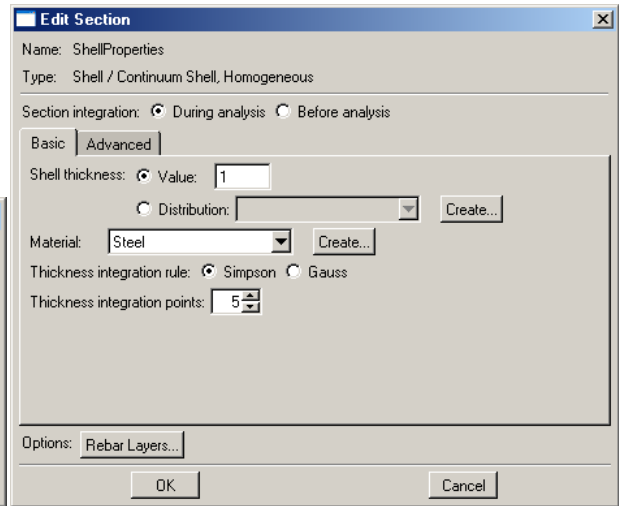 Edit Section
Name: ShellProperties
Type: Shell / Continuum Shell, Homogeneous
Section integration: During analysis Before analysis
Basic Advanced
Shell thickness: Value: 1
Distribution: Create...
Material: Steel Create...
Thickness integration rule: Simpson Gauss
Thickness integration points: 5
Options: Rebar Layers...
OK Cancel